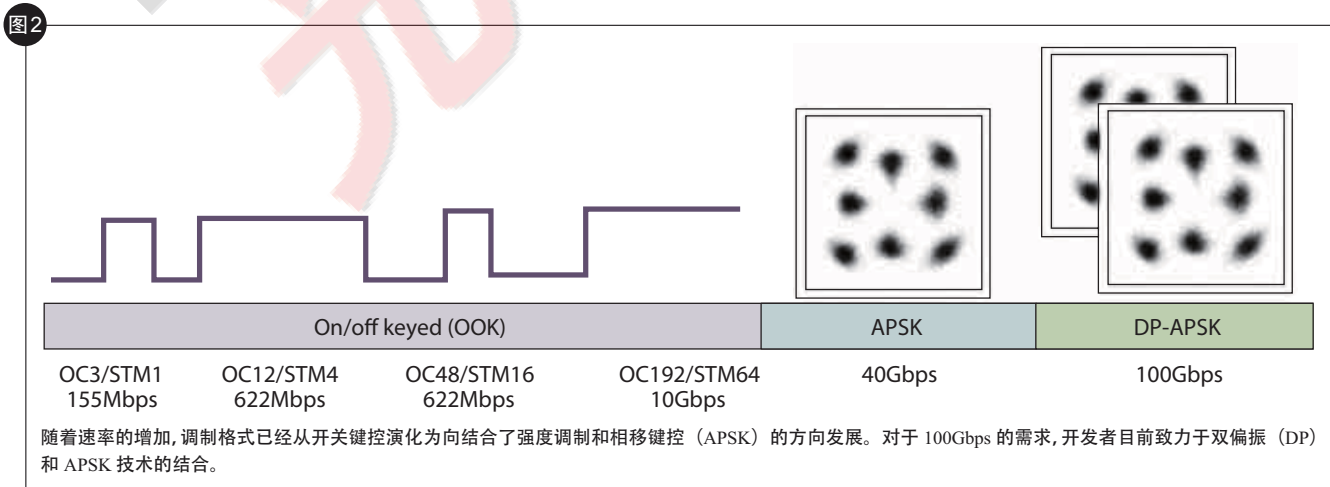 图2
On/off keyed (OOK)
APSK
DP-APSK
OC3/STM1
155Mbps
OC12/STM4
622Mbps
OC48/STM16
622Mbps
OC192/STM64
10Gbps
40Gbps
100Gbps
随着速率的增加，调制格式已经从开关键控演化为向结合了强度调制和相移键控（APSK）的方向发展。对于 100Gbps 的需求，开发者目前致力于双偏振（DP）
和 APSK 技术的结合。